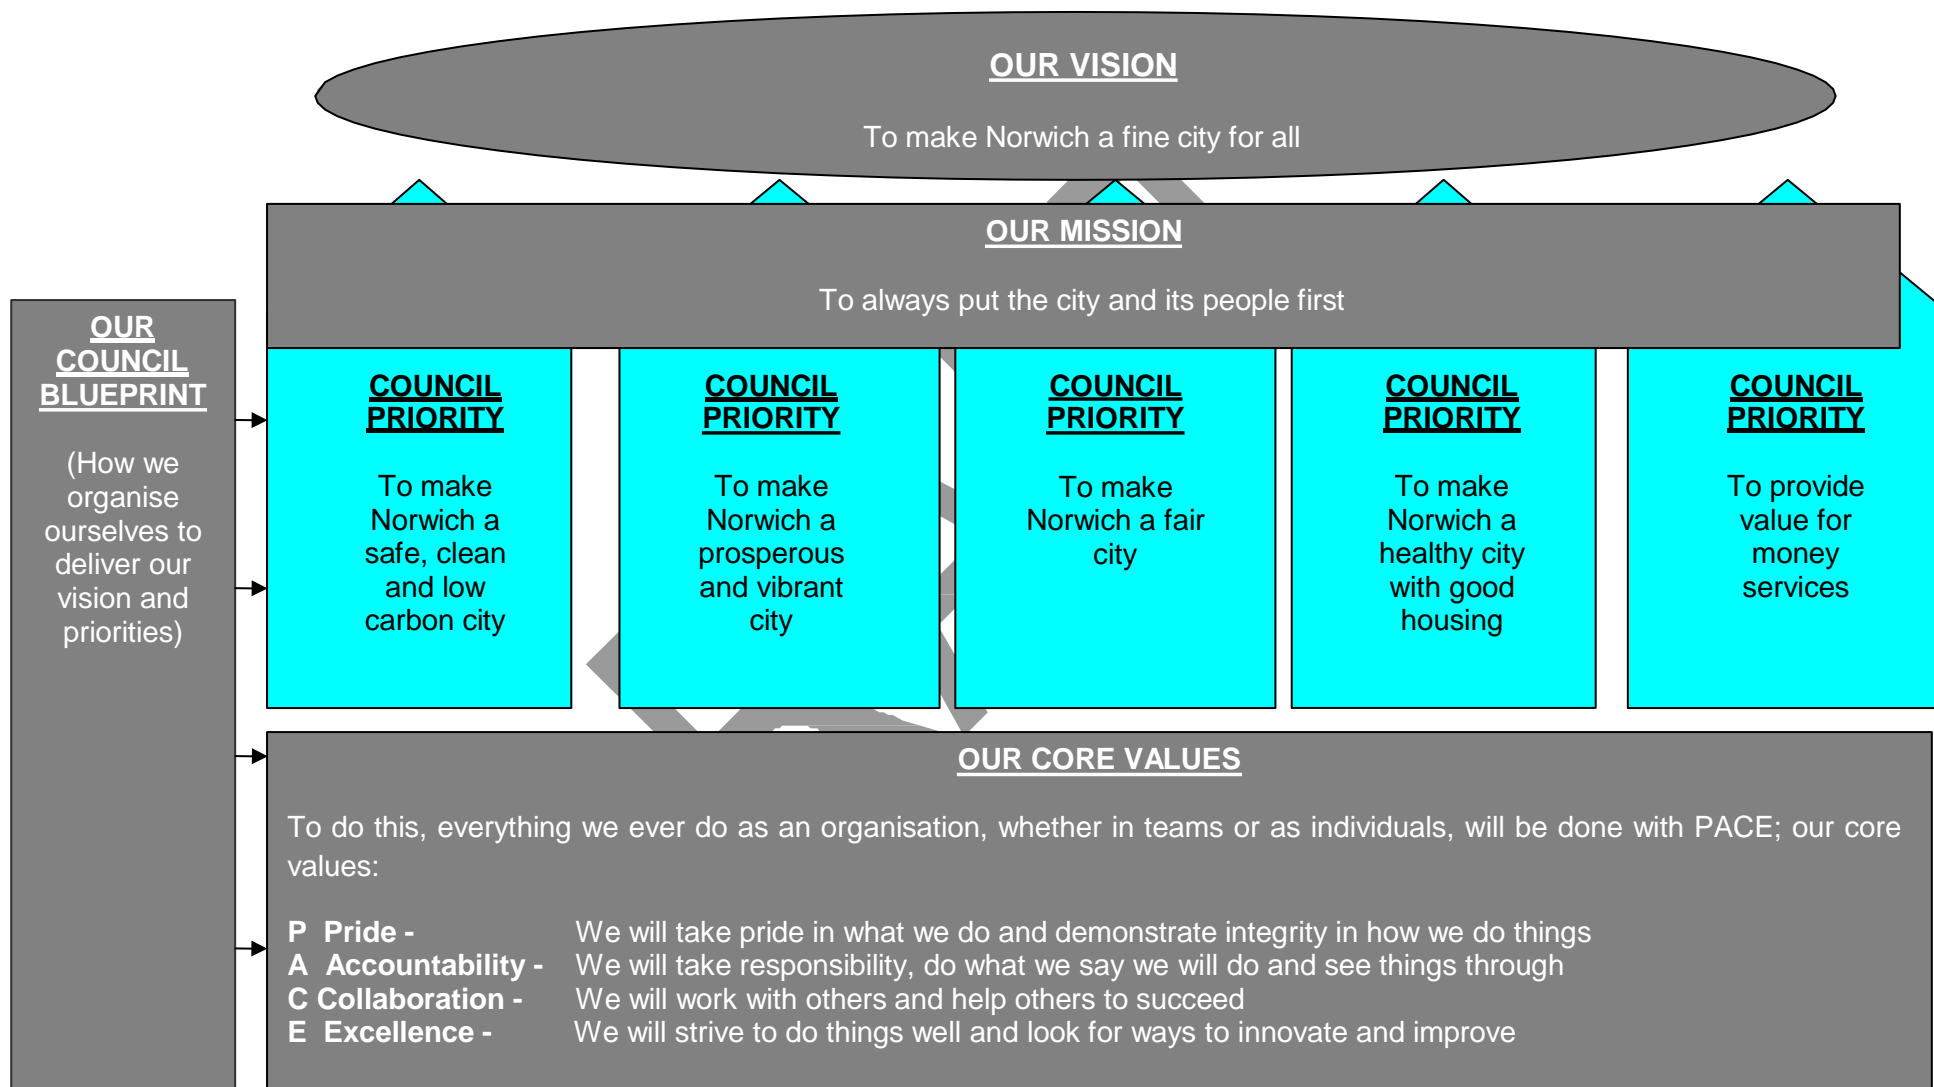 OUR VISION
To make Norwich a fine city for all
OUR MISSION
To always put the city and its people first
OUR
COUNCIL
BLUEPRINT
(How we
organise
ourselves to
deliver our
vision and
priorities)
COUNCIL
PRIORITY
To make
Norwich a
safe, clean
and low
carbon city
COUNCIL
PRIORITY
To make
Norwich a
prosperous
and vibrant
city
COUNCIL
PRIORITY
To make
Norwich a fair
city
COUNCIL
PRIORITY
To make
Norwich a
healthy city
with good
housing
COUNCIL
PRIORITY
To provide
value for
money
services
OUR CORE VALUES
To do this, everything we ever do as an organisation, whether in teams or as individuals, will be done with PACE; our core
values:
P Pride - We will take pride in what we do and demonstrate integrity in how we do things
A Accountability - We will take responsibility, do what we say we will do and see things through
C Collaboration - We will work with others and help others to succeed
E Excellence - We will strive to do things well and look for ways to innovate and improve